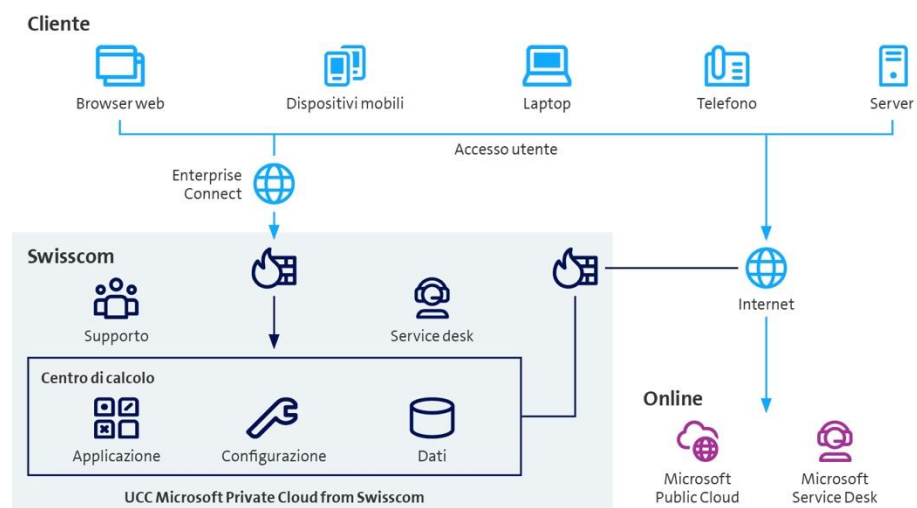 Cliente
Browser web
Dispositivi mobili
Laptop
Telefono
Server
Accesso utente
Enterprise
Connect
Swisscom
Supporto
Service desk
Internet
Centro di calcolo
Applicazione
Configurazione
Dati
UCC Microsoft Private Cloud from Swisscom
Online
Microsoft
Public Cloud
Microsoft
Service Desk